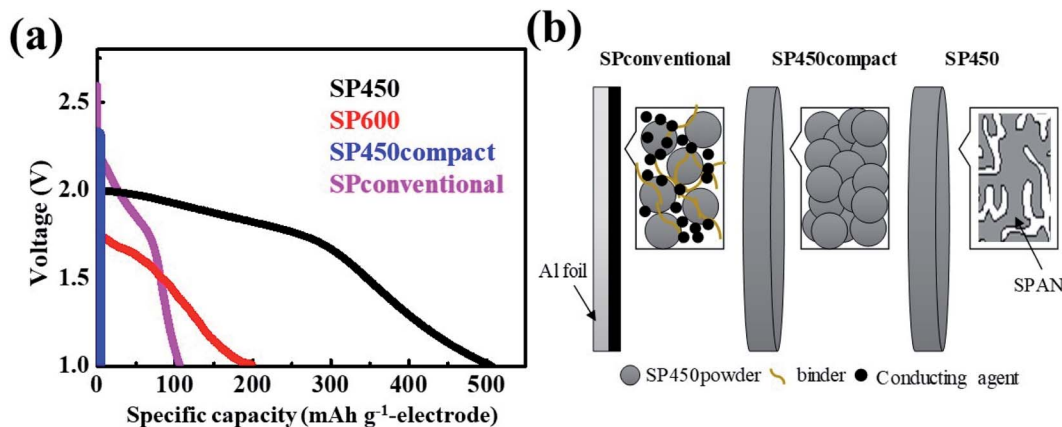 (a)
2.5
2.0
1.5
1.0
Voltage (V)
SP450
SP600
SP450compact
SPconventional
0 100 200 300 400 500
Specific capacity (mAh g⁻¹-electrode)
(b)
SPconventional SP450compact SP450
Al foil
SPAN
SP450powder binder Conducting agent